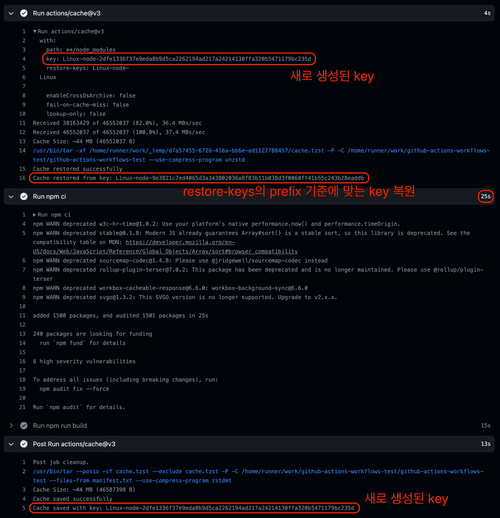 Run actions/cache@v3 4s
1 ▼Run actions/cache@v3
2 with:
3 path: **/node_modules
4 key: Linux-node-2dfe1336f37e9eda8b9d5ca2262194ad217a24214130ffa320b5471179bc235d
5 restore-keys: Linux-node-
6 Linux
새로 생성된 key
8 enableCrossOsArchive: false
9 fail-on-cache-miss: false
10 lookup-only: false
11 Received 38163429 of 46552037 (82.0%), 36.4 MBs/sec
12 Received 46552037 of 46552037 (100.0%), 37.4 MBs/sec
13 Cache Size: ~44 MB (46552037 B)
14 /usr/bin/tar -xf /home/runner/work/_temp/d7a57455-6726-416a-bb6e-ad1122788457/cache.tzst -P -C /home/runner/work/github-actions-workflows-
test/github-actions-workflows-test --use-compress-program unzstd
15 Cache restored successfully
16 Cache restored from key: Linux-node-9e3821c7ed4065d3a343802036a8f83b11b038d3f0060ff41b55c243b28eaddb
restore-keys의 prefix 기준에 맞는 key 복원
Run npm ci 25s
1 ▶Run npm ci
4 npm WARN deprecated w3c-hr-time@1.0.2: Use your platform's native performance.now() and performance.timeOrigin.
5 npm WARN deprecated stable@0.1.8: Modern JS already guarantees Array#sort() is a stable sort, so this library is deprecated. See the
compatibility table on MDN: https://developer.mozilla.org/en-
US/docs/Web/JavaScript/Reference/Global_Objects/Array/sort#browser_compatibility
6 npm WARN deprecated sourcemap-codec@1.4.8: Please use @jridgewell/sourcemap-codec instead
7 npm WARN deprecated rollup-plugin-terser@7.0.2: This package has been deprecated and is no longer maintained. Please use @rollup/plugin-
terser
8 npm WARN deprecated workbox-cacheable-response@6.6.0: workbox-background-sync@6.6.0
9 npm WARN deprecated svgo@1.3.2: This SVGO version is no longer supported. Upgrade to v2.x.x.
10
11 added 1500 packages, and audited 1501 packages in 25s
12
13 240 packages are looking for funding
14 run `npm fund` for details
15
16 6 high severity vulnerabilities
17
18 To address all issues (including breaking changes), run:
19 npm audit fix --force
20
21 Run `npm audit` for details.
Run npm run build 15s
Post Run actions/cache@v3 13s
1 Post job cleanup.
2 /usr/bin/tar --posix -cf cache.tzst --exclude cache.tzst -P -C /home/runner/work/github-actions-workflows-test/github-actions-workflows-test
--files-from manifest.txt --use-compress-program zstdmt
3 Cache Size: ~44 MB (46587398 B)
4 Cache saved successfully
5 Cache saved with key: Linux-node-2dfe1336f37e9eda8b9d5ca2262194ad217a24214130ffa320b5471179bc235d
새로 생성된 key